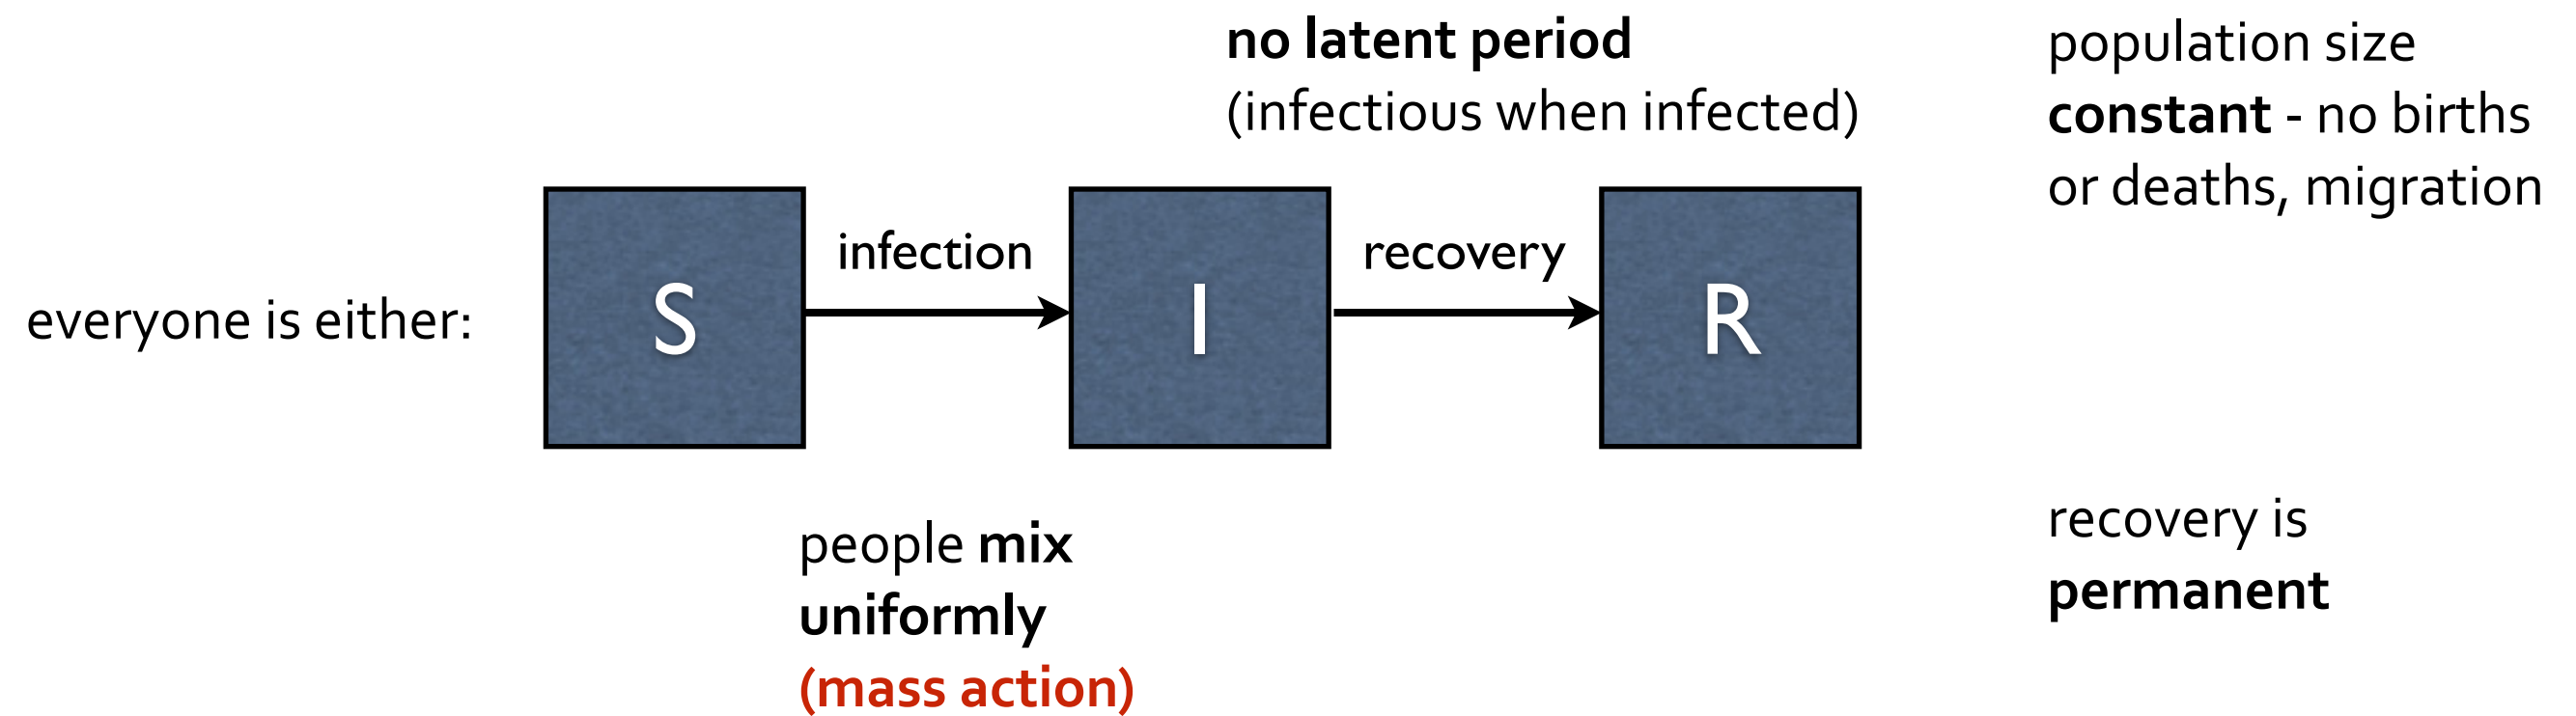 no latent period
(infectious when infected)
population size
constant - no births
or deaths, migration
everyone is either:
S
infection
I
recovery
R
people mix
uniformly
(mass action)
recovery is
permanent